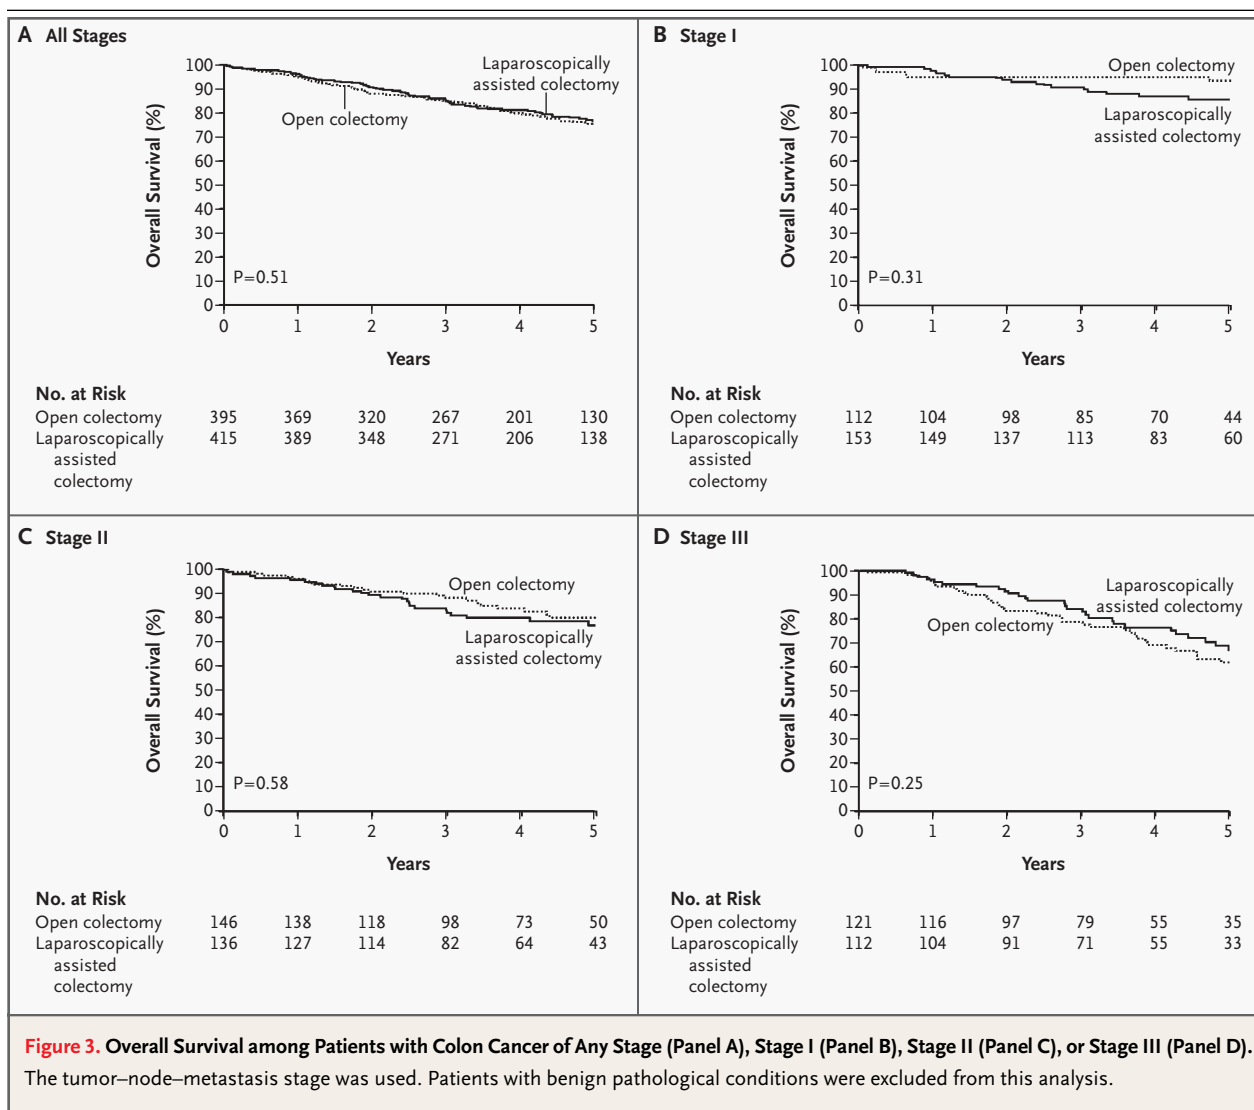 A All Stages
100
90
80
70
60
50
40
30
20
10
0
Overall Survival (%)
Laparoscopically
assisted colectomy
Open colectomy
P=0.51
0 1 2 3 4 5
Years
No. at Risk
Open colectomy 395 369 320 267 201 130
Laparoscopically 415 389 348 271 206 138
assisted
colectomy
B Stage I
100
90
80
70
60
50
40
30
20
10
0
Overall Survival (%)
Open colectomy
Laparoscopically
assisted colectomy
P=0.31
0 1 2 3 4 5
Years
No. at Risk
Open colectomy 112 104 98 85 70 44
Laparoscopically 153 149 137 113 83 60
assisted
colectomy
C Stage II
100
90
80
70
60
50
40
30
20
10
0
Overall Survival (%)
Open colectomy
Laparoscopically
assisted colectomy
P=0.58
0 1 2 3 4 5
Years
No. at Risk
Open colectomy 146 138 118 98 73 50
Laparoscopically 136 127 114 82 64 43
assisted
colectomy
D Stage III
100
90
80
70
60
50
40
30
20
10
0
Overall Survival (%)
Laparoscopically
assisted colectomy
Open colectomy
P=0.25
0 1 2 3 4 5
Years
No. at Risk
Open colectomy 121 116 97 79 55 35
Laparoscopically 112 104 91 71 55 33
assisted
colectomy
Figure 3. Overall Survival among Patients with Colon Cancer of Any Stage (Panel A), Stage I (Panel B), Stage II (Panel C), or Stage III (Panel D).
The tumor–node–metastasis stage was used. Patients with benign pathological conditions were excluded from this analysis.